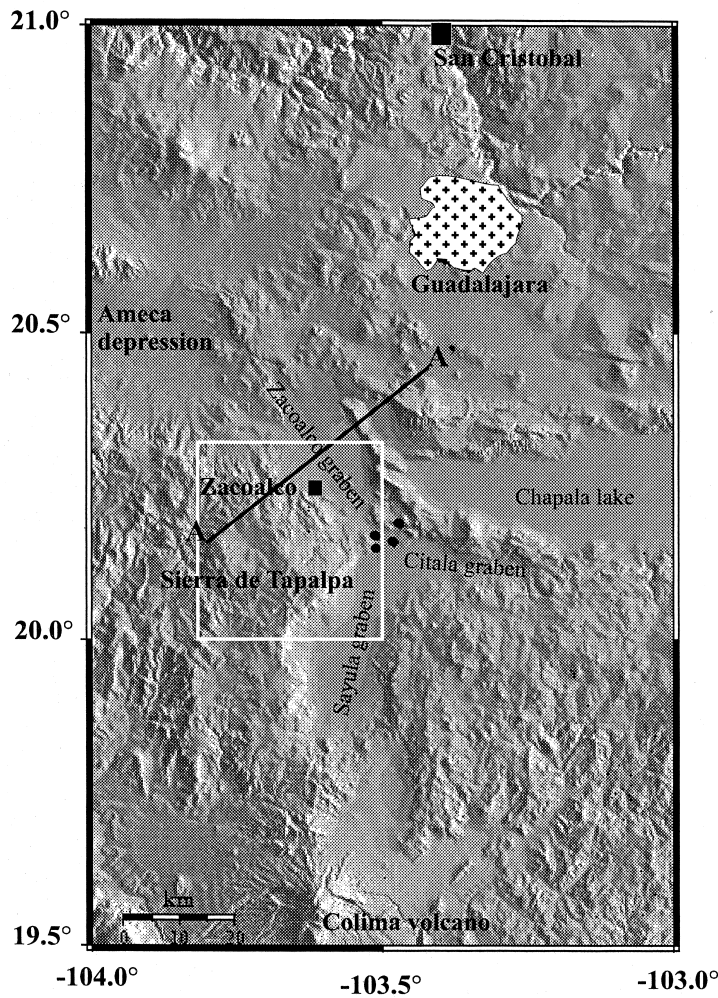 21.0°
San Cristobal
Guadalajara
20.5°
Ameca
depression
A'
Zacoalco graben
Zacoalco
Chapala lake
A
Citala graben
Sierra de Tapalpa
20.0°
Sayula graben
km
0 10 20
Colima volcano
19.5°
-104.0° -103.5° -103.0°